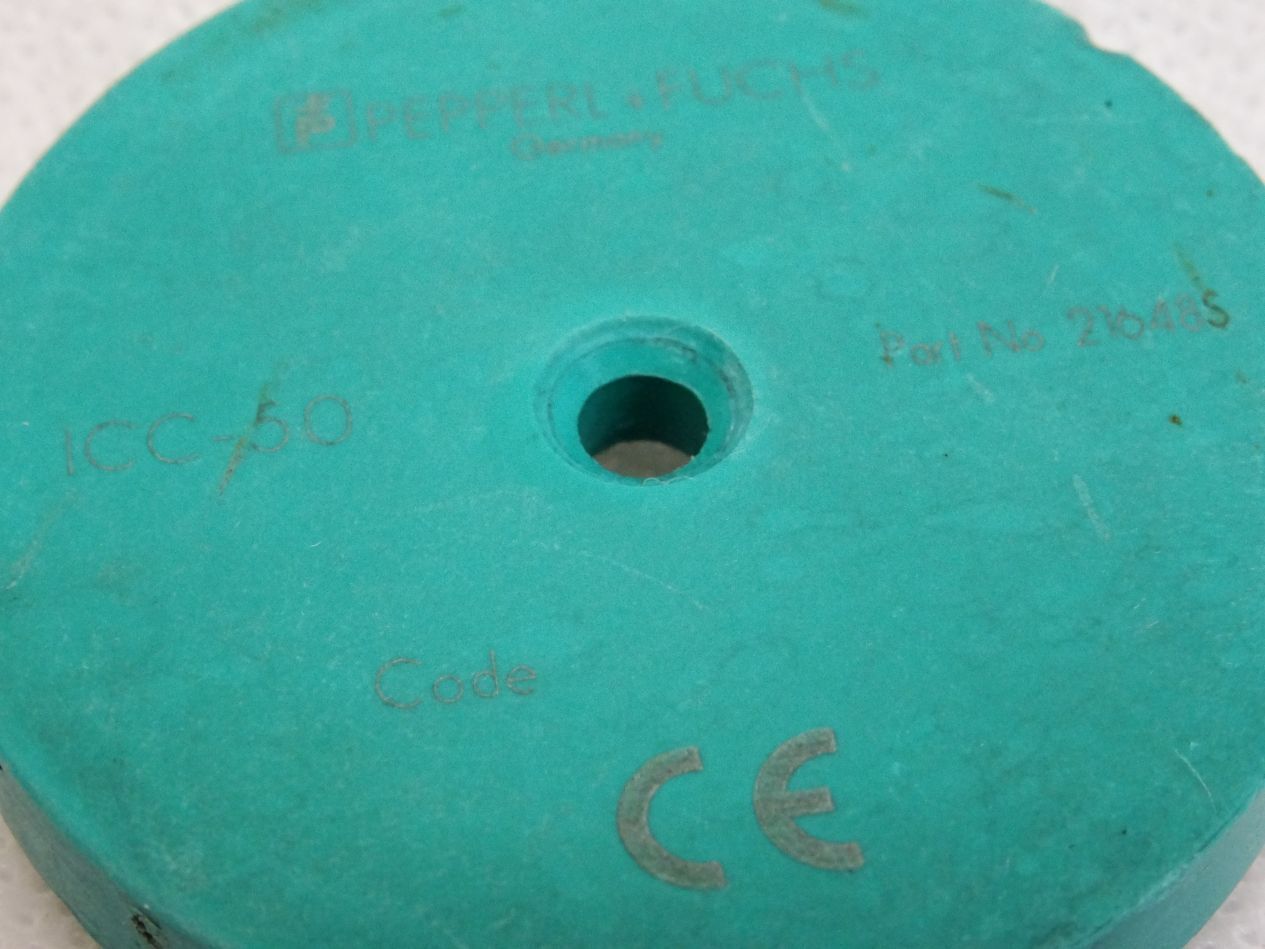 PEPPERL+FUCHS
Germany
Part No 21648S
ICC-50
Code
CE